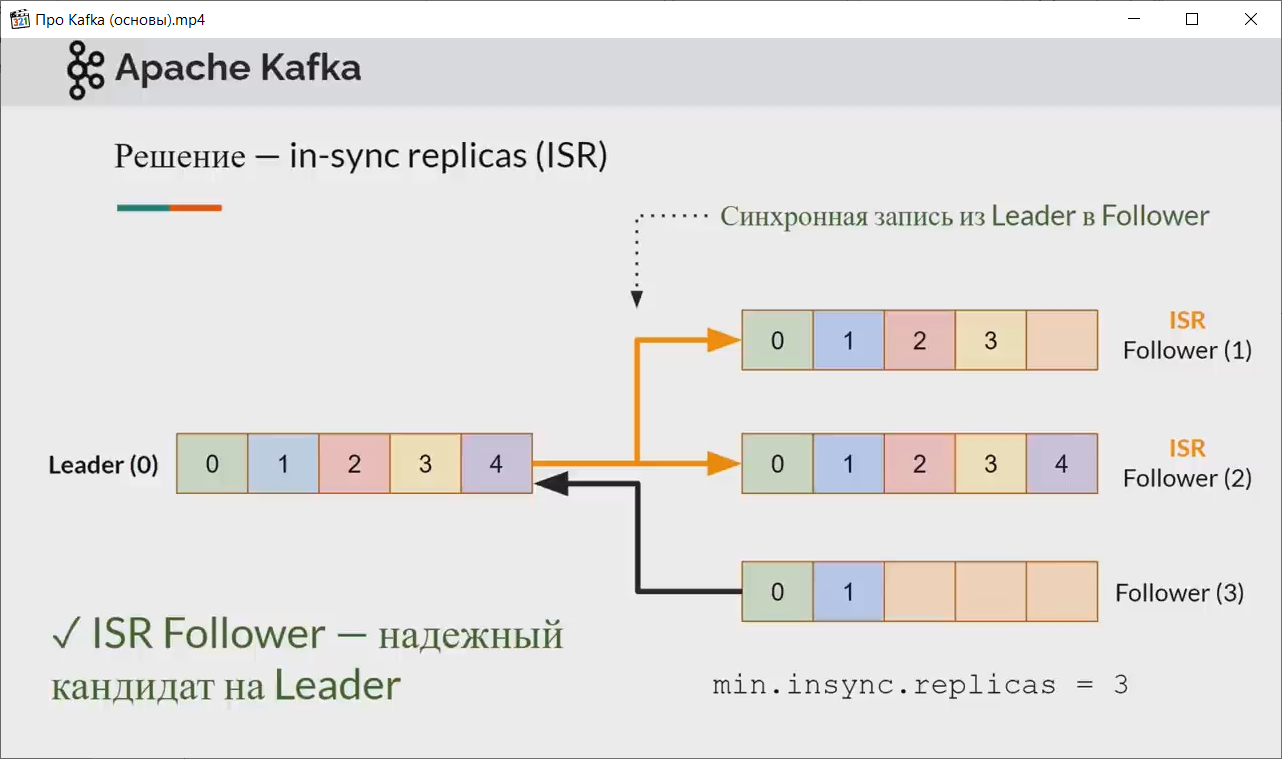 Про Kafka (основы).mp4
Apache Kafka
Решение — in-sync replicas (ISR)
Синхронная запись из Leader в Follower
0 1 2 3
ISR
Follower (1)
Leader (0) 0 1 2 3 4
0 1 2 3 4
ISR
Follower (2)
0 1
Follower (3)
✓ ISR Follower — надежный
кандидат на Leader
min.insync.replicas = 3